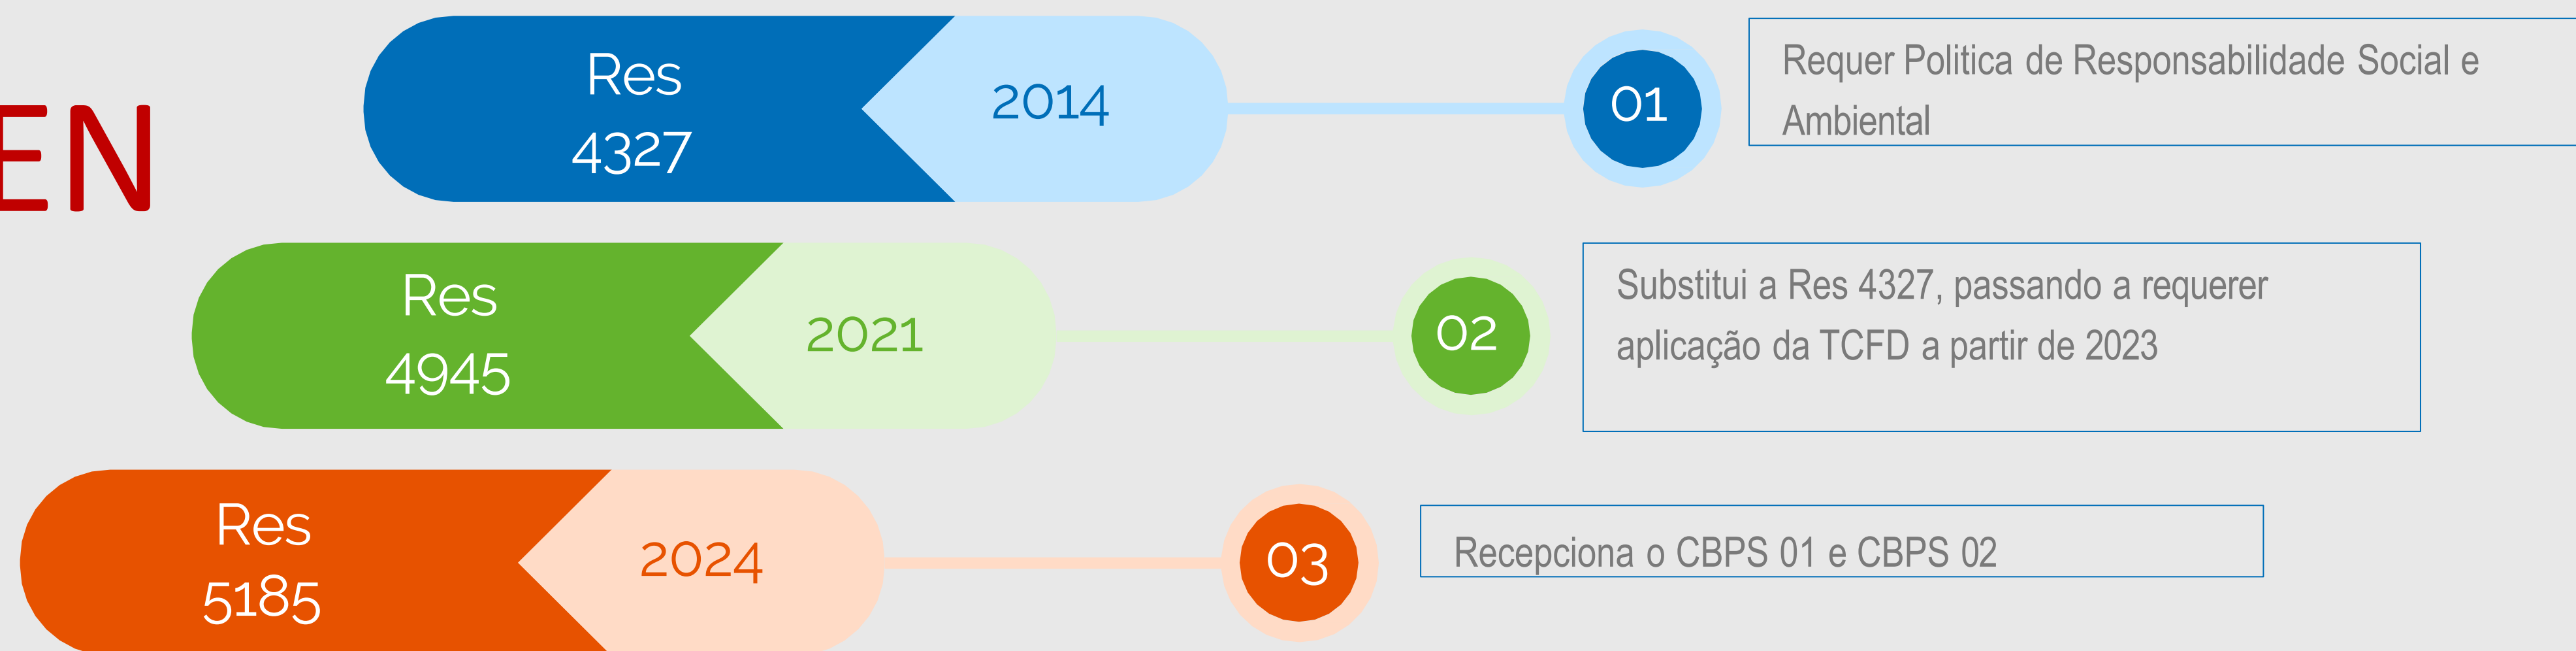 EN
Res
4327
2014
01
Requer Politica de Responsabilidade Social e
Ambiental
Res
4945
2021
02
Substitui a Res 4327, passando a requerer
aplicação da TCFD a partir de 2023
Res
5185
2024
03
Recepciona o CBPS 01 e CBPS 02